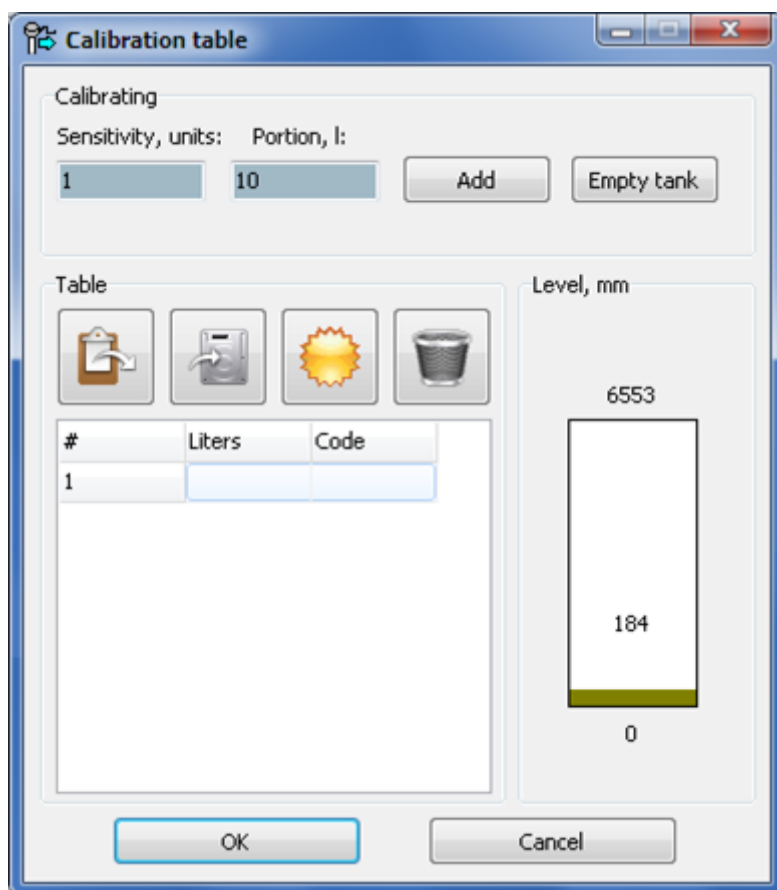 Calibration table
Calibrating
Sensitivity, units: Portion, l:
1 10 Add Empty tank
Table
Level, mm
6553
# Liters Code
1
184
0
OK Cancel